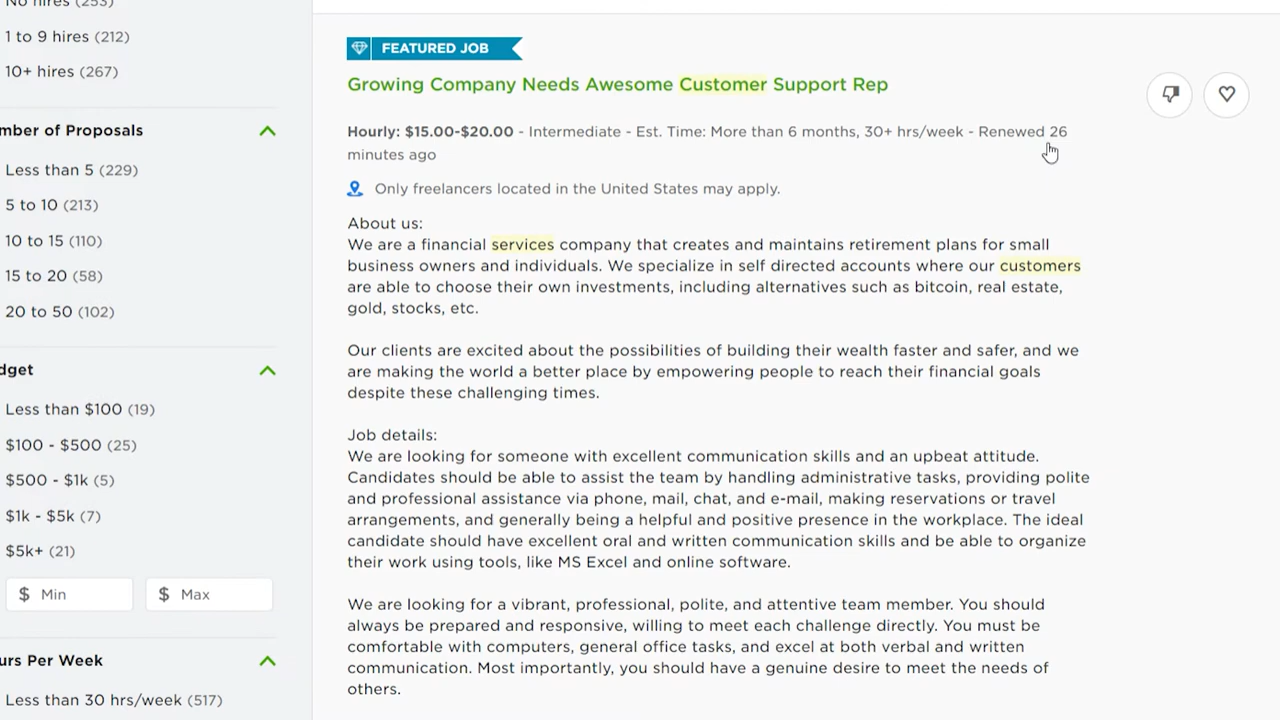 No hires (253)
1 to 9 hires (212)
10+ hires (267)
mber of Proposals
Less than 5 (229)
5 to 10 (213)
10 to 15 (110)
15 to 20 (58)
20 to 50 (102)
dget
Less than $100 (19)
$100 - $500 (25)
$500 - $1k (5)
$1k - $5k (7)
$5k+ (21)
$ Min
$ Max
urs Per Week
Less than 30 hrs/week (517)
FEATURED JOB
Growing Company Needs Awesome Customer Support Rep
Hourly: $15.00-$20.00 - Intermediate - Est. Time: More than 6 months, 30+ hrs/week - Renewed 26
minutes ago
Only freelancers located in the United States may apply.
About us:
We are a financial services company that creates and maintains retirement plans for small
business owners and individuals. We specialize in self directed accounts where our customers
are able to choose their own investments, including alternatives such as bitcoin, real estate,
gold, stocks, etc.
Our clients are excited about the possibilities of building their wealth faster and safer, and we
are making the world a better place by empowering people to reach their financial goals
despite these challenging times.
Job details:
We are looking for someone with excellent communication skills and an upbeat attitude.
Candidates should be able to assist the team by handling administrative tasks, providing polite
and professional assistance via phone, mail, chat, and e-mail, making reservations or travel
arrangements, and generally being a helpful and positive presence in the workplace. The ideal
candidate should have excellent oral and written communication skills and be able to organize
their work using tools, like MS Excel and online software.
We are looking for a vibrant, professional, polite, and attentive team member. You should
always be prepared and responsive, willing to meet each challenge directly. You must be
comfortable with computers, general office tasks, and excel at both verbal and written
communication. Most importantly, you should have a genuine desire to meet the needs of
others.